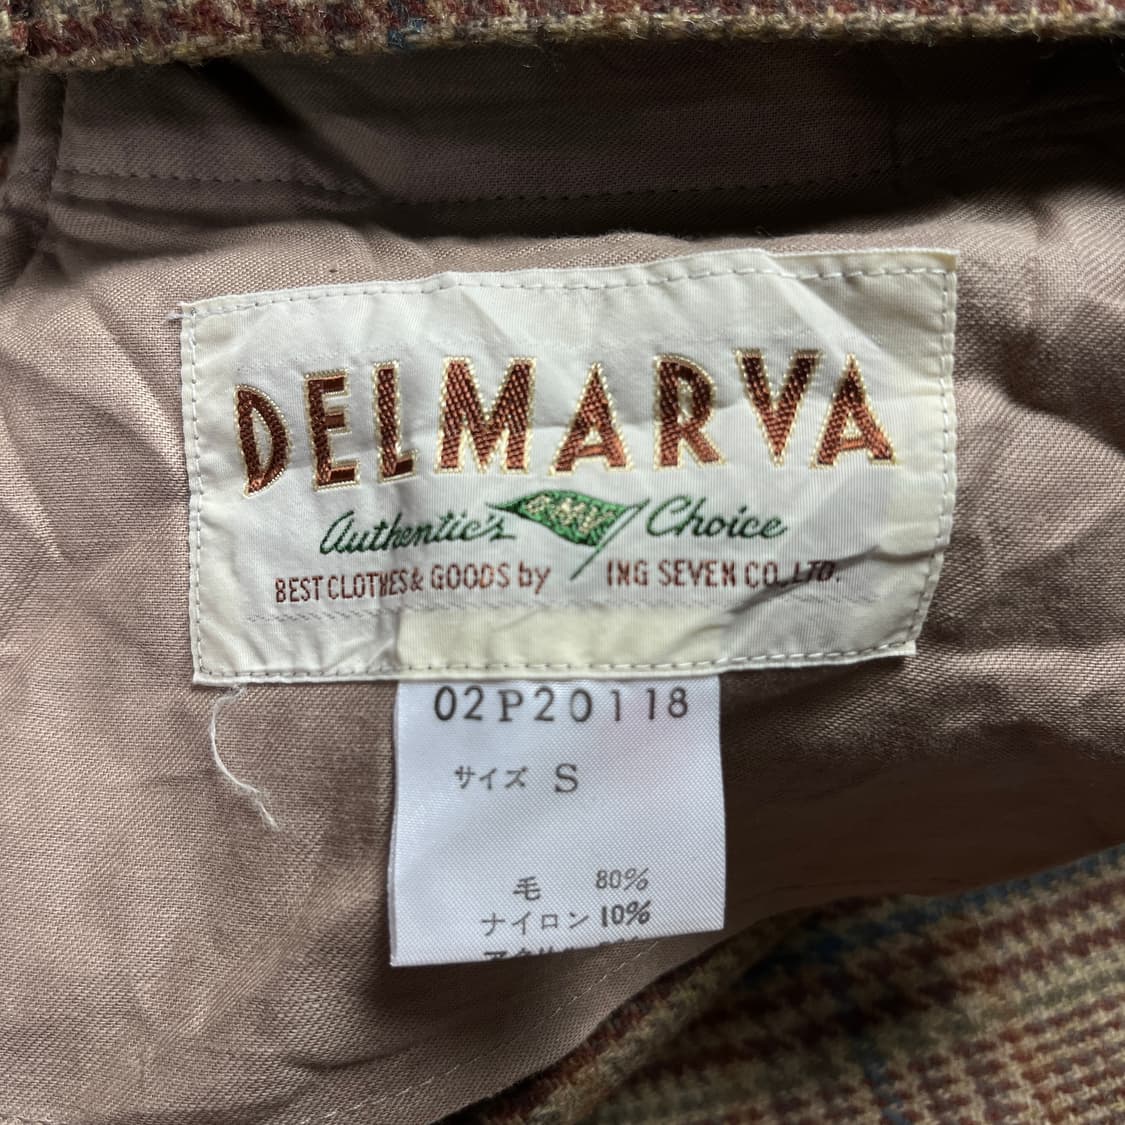 DELMARVA
Authentic's Choice
BEST CLOTHES & GOODS by ING SEVEN CO.,LTD.
02P20118
サイズ S
毛 80%
ナイロン 10%